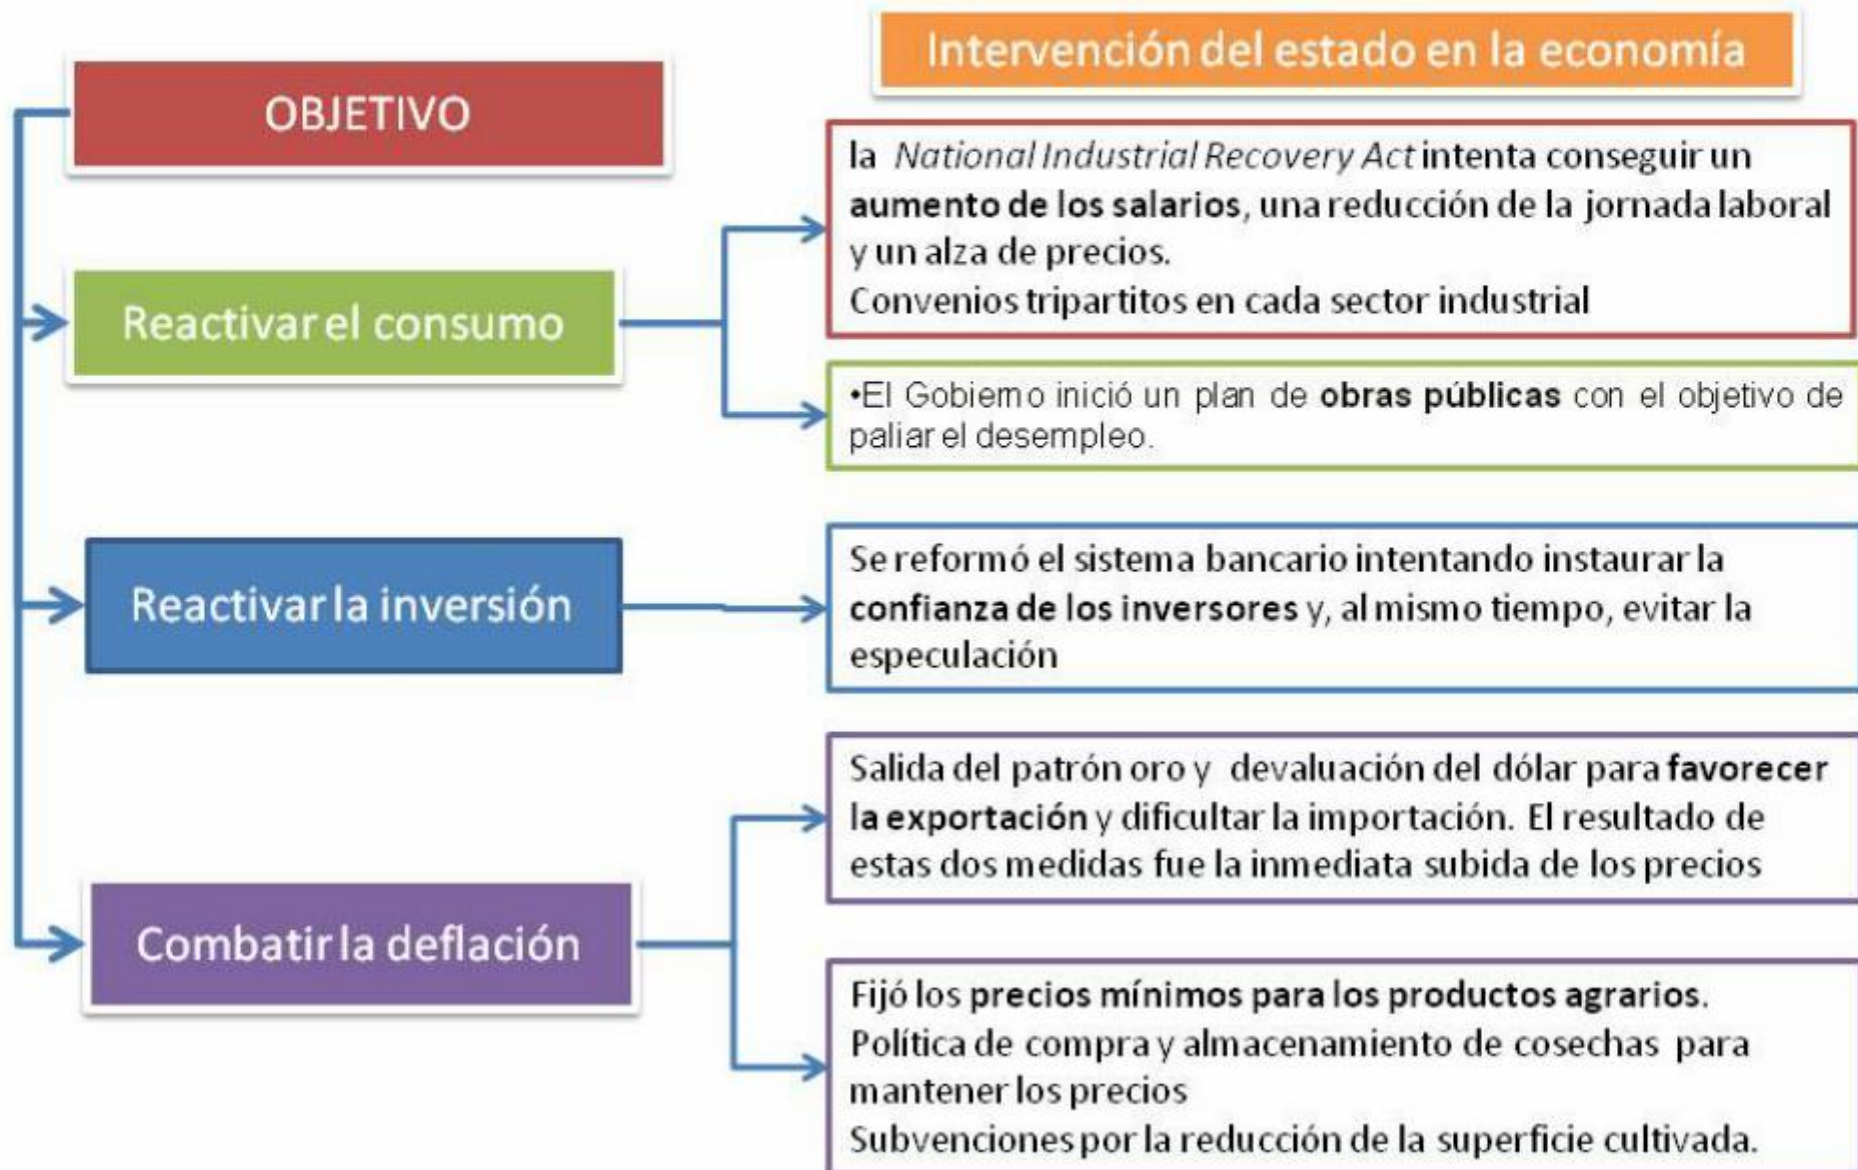 Intervención del estado en la economía
OBJETIVO
Reactivar el consumo
la National Industrial Recovery Act intenta conseguir un
aumento de los salarios, una reducción de la jornada laboral
y un alza de precios.
Convenios tripartitos en cada sector industrial
•El Gobierno inició un plan de obras públicas con el objetivo de
paliar el desempleo.
Reactivar la inversión
Se reformó el sistema bancario intentando instaurar la
confianza de los inversores y, al mismo tiempo, evitar la
especulación
Combatir la deflación
Salida del patrón oro y devaluación del dólar para favorecer
la exportación y dificultar la importación. El resultado de
estas dos medidas fue la inmediata subida de los precios
Fijó los precios mínimos para los productos agrarios.
Política de compra y almacenamiento de cosechas para
mantener los precios
Subvenciones por la reducción de la superficie cultivada.